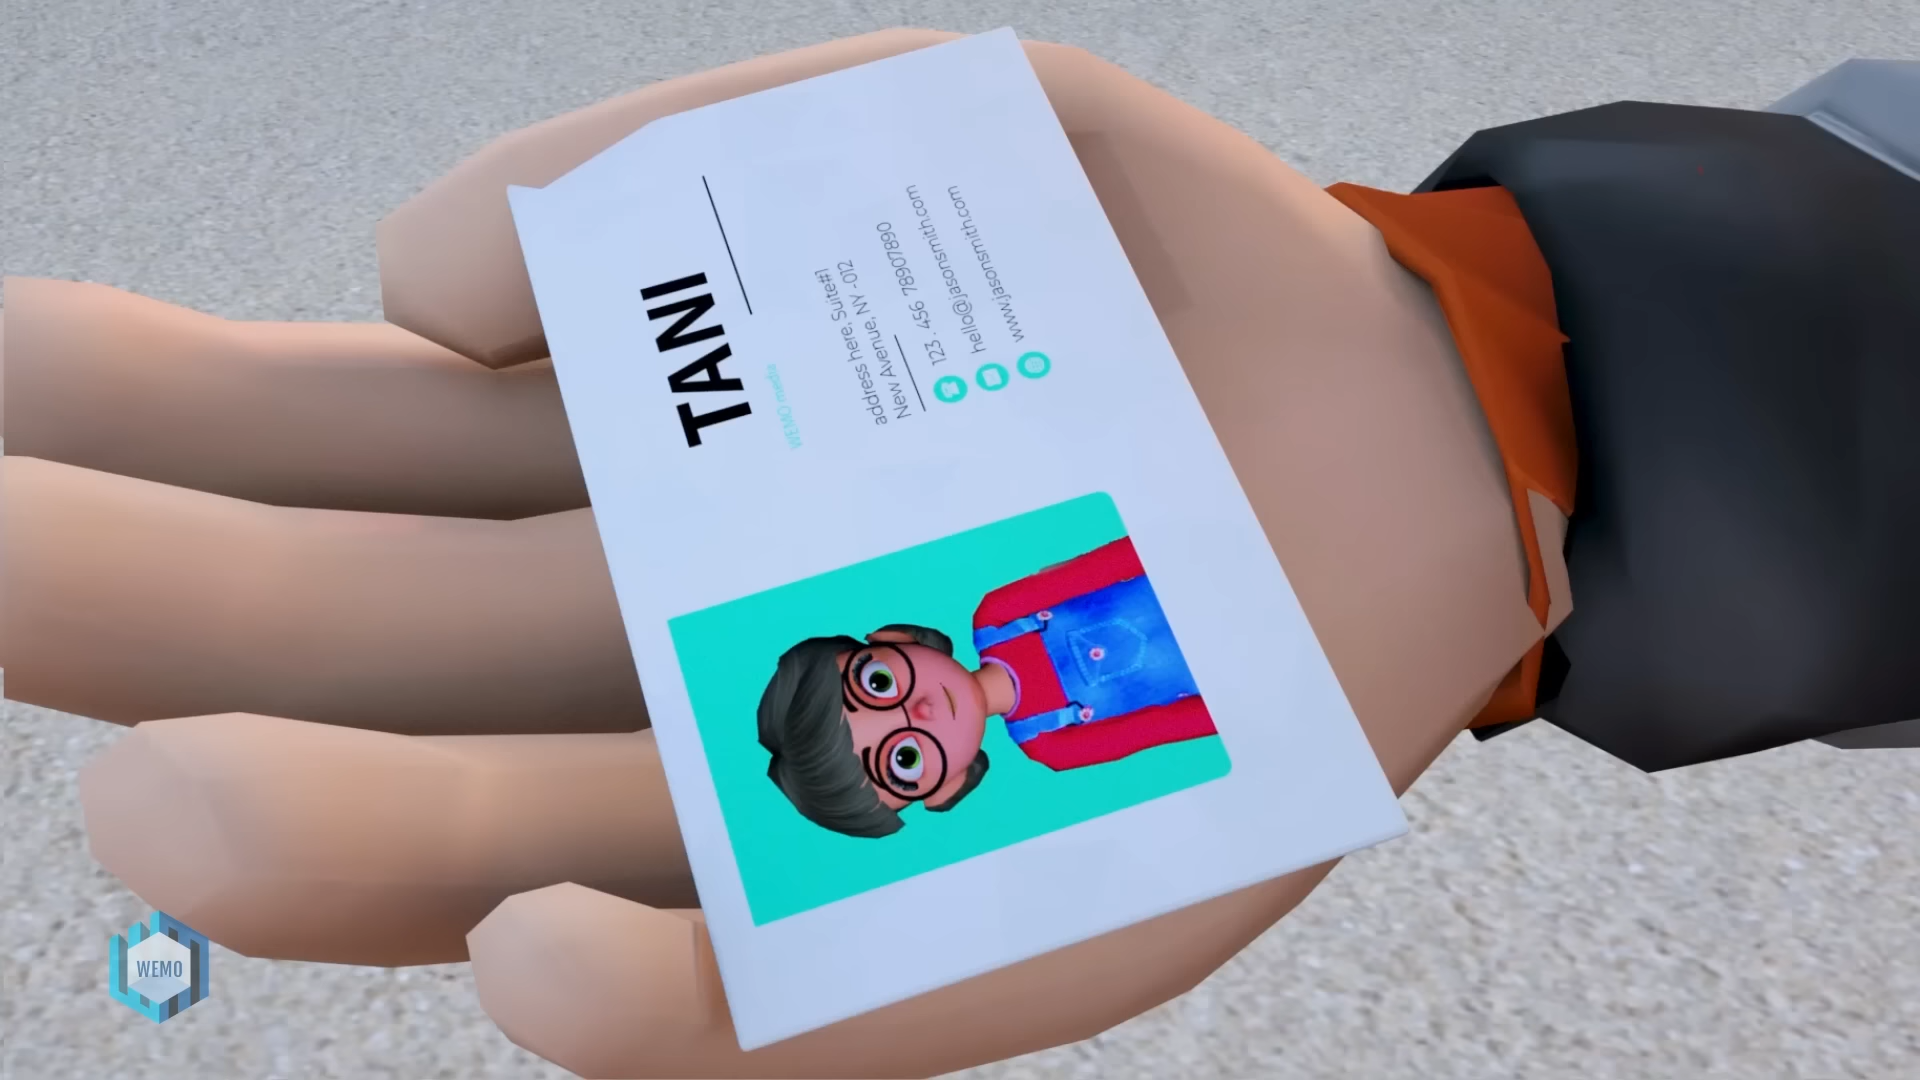 TANI
WEMO media
address here, Suite#1
New Avenue, NY -012
123 . 456 78907890
hello@jasonsmith.com
www.jasonsmith.com
WEMO